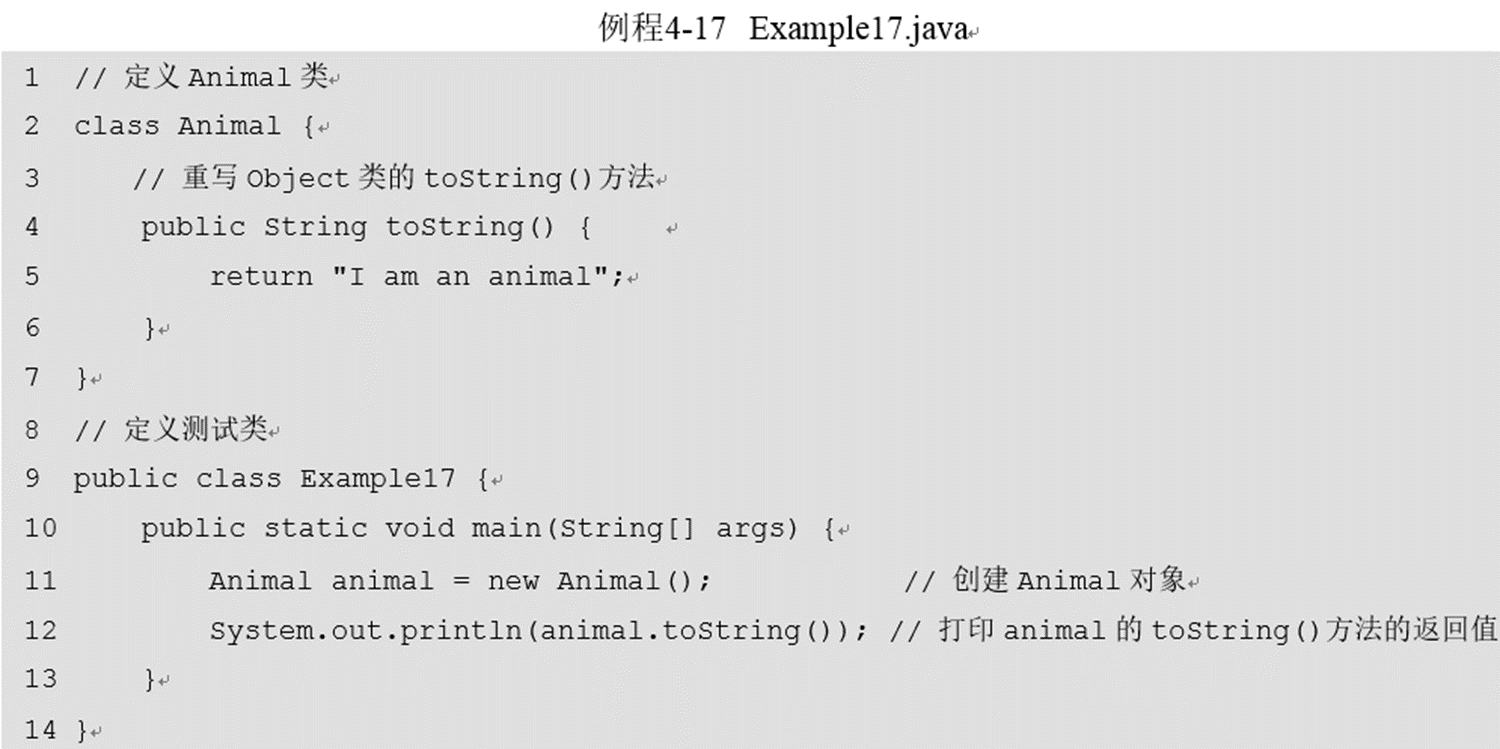 例程4-17 Example17.java↵
1 // 定义 Animal 类↵
2 class Animal {↵
3 // 重写 Object 类的 toString()方法↵
4 public String toString() { ↵
5 return "I am an animal";↵
6 }↵
7 }↵
8 // 定义测试类↵
9 public class Example17 {↵
10 public static void main(String[] args) {↵
11 Animal animal = new Animal(); // 创建 Animal 对象↵
12 System.out.println(animal.toString()); // 打印 animal 的 toString()方法的返回值
13 }↵
14 }↵